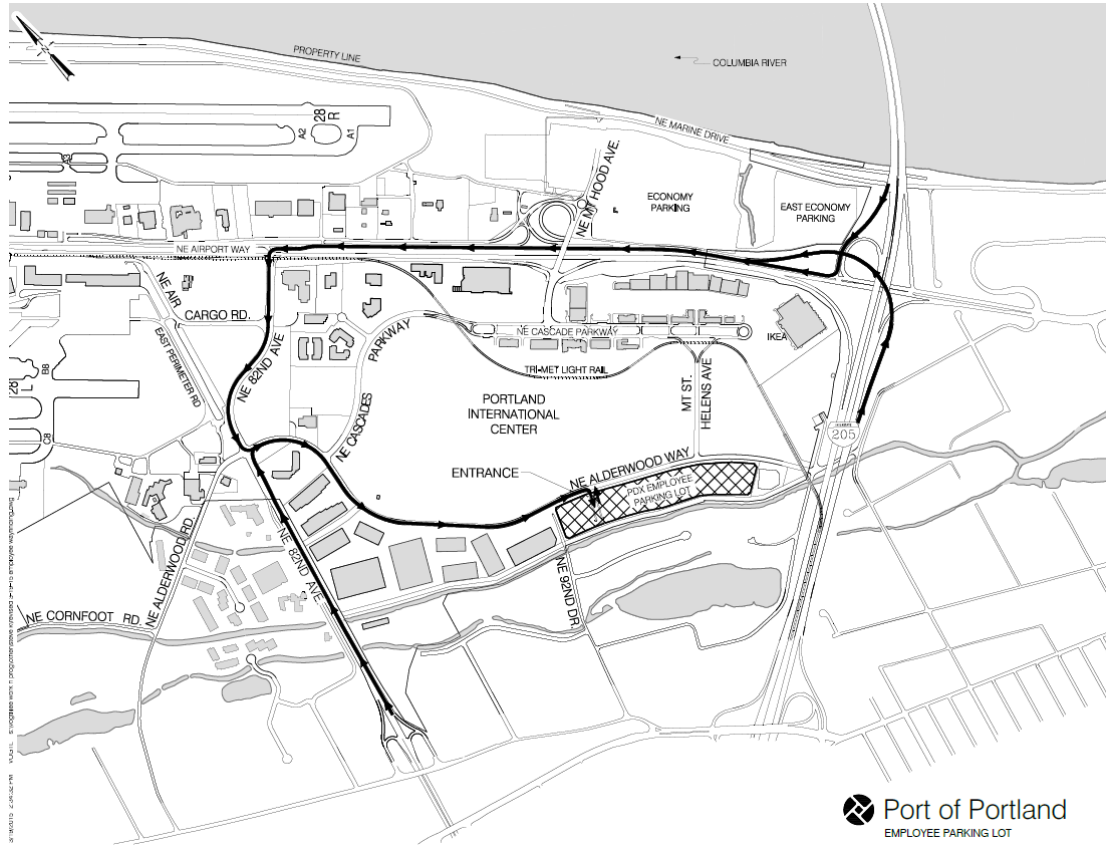 PROPERTY LINE
COLUMBIA RIVER
28
R
A2
A1
A3
NE MARINE DRIVE
NE MT HOOD AVE.
ECONOMY
PARKING
EAST ECONOMY
PARKING
NE AIRPORT WAY
NE AIR
CARGO RD.
EAST PERIMETER RD
NE 82ND AVE
NE CASCADES
PARKWAY
NE CASCADE PARKWAY
IKEA
TRI-MET LIGHT RAIL
28
L
B8
C8
PORTLAND
INTERNATIONAL
CENTER
MT ST.
HELENS AVE
205
ENTRANCE
NE ALDERWOOD WAY
PDX EMPLOYEE
PARKING LOT
NE 82ND AVE
NE ALDERWOOD RD.
NE CORNFOOT RD.
NE 92ND DR.
Port of Portland
EMPLOYEE PARKING LOT